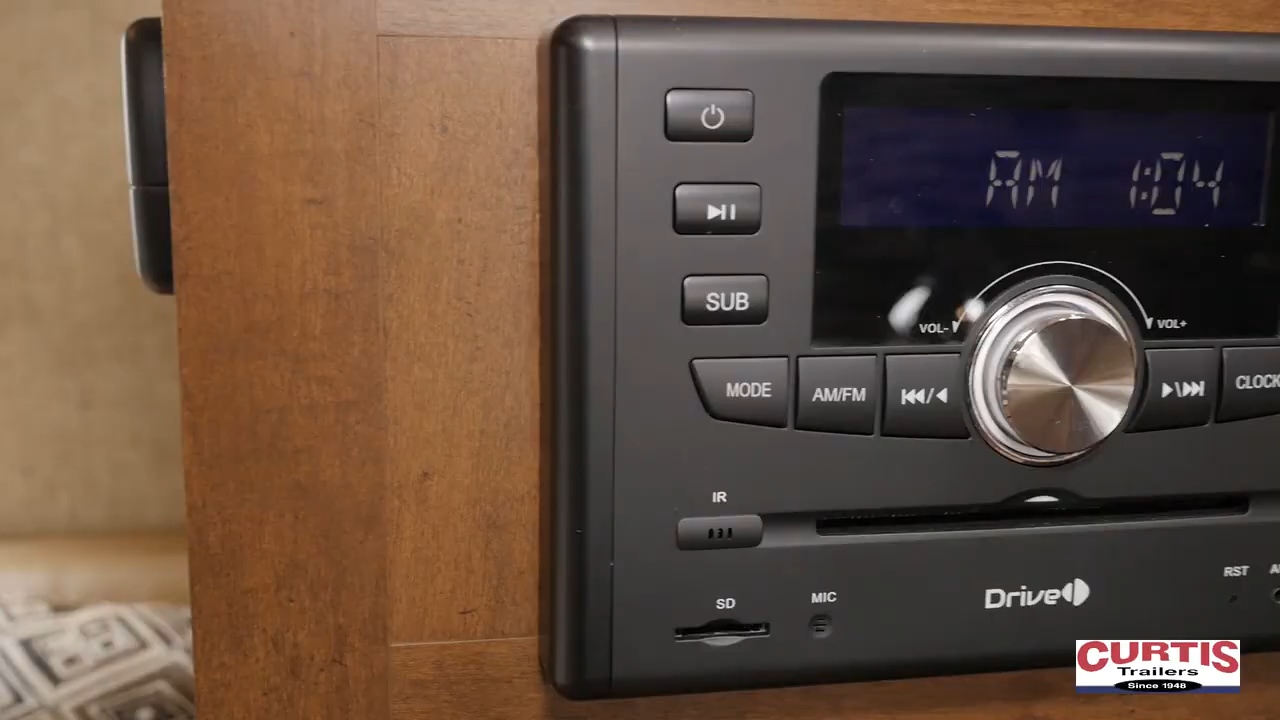 AM 1:04
SUB
VOL- VOL+
MODE AM/FM CLOCK
IR
SD MIC RST
Drive
CURTIS
Trailers
Since 1948